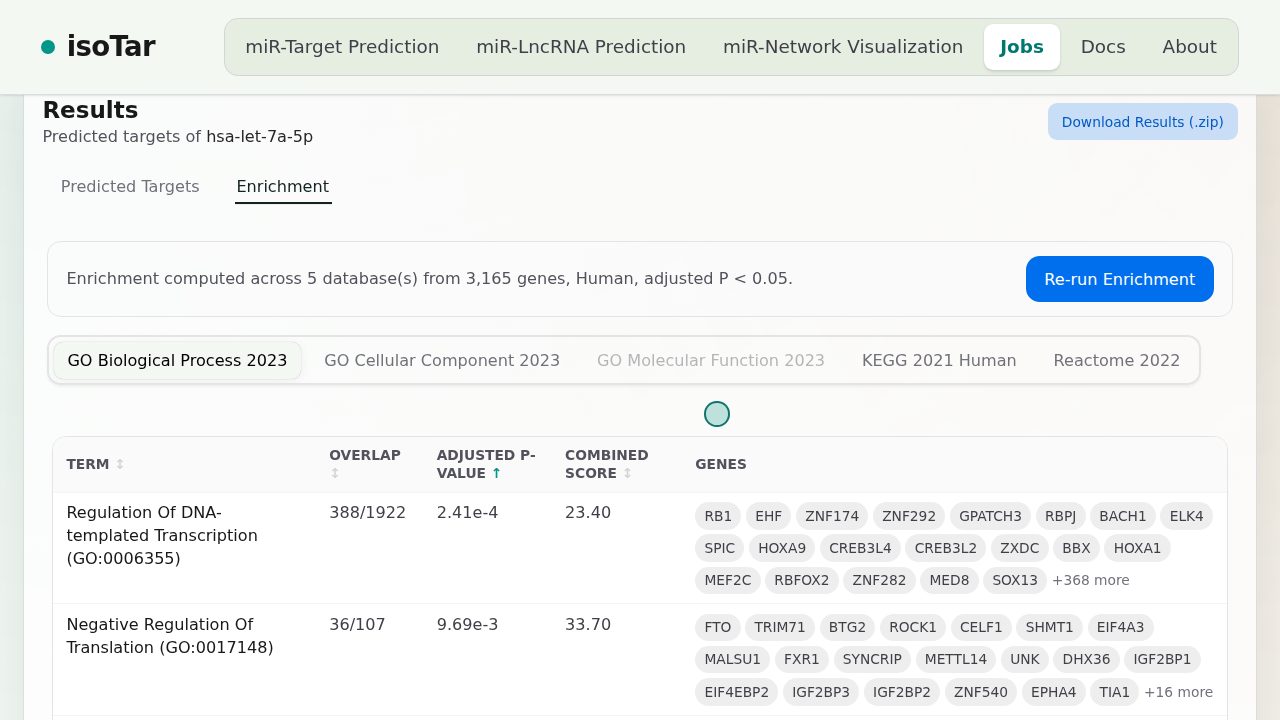 isoTar
miR-Target Prediction
miR-LncRNA Prediction
miR-Network Visualization
Jobs
Docs
About
Results
Predicted targets of hsa-let-7a-5p
Download Results (.zip)
Predicted Targets
Enrichment
Enrichment computed across 5 database(s) from 3,165 genes, Human, adjusted P < 0.05.
Re-run Enrichment
GO Biological Process 2023
GO Cellular Component 2023
GO Molecular Function 2023
KEGG 2021 Human
Reactome 2022
TERM ↕
OVERLAP
↕
ADJUSTED P-
VALUE ↑
COMBINED
SCORE ↕
GENES
Regulation Of DNA-
templated Transcription
(GO:0006355)
388/1922
2.41e-4
23.40
RB1 EHF ZNF174 ZNF292 GPATCH3 RBPJ BACH1 ELK4
SPIC HOXA9 CREB3L4 CREB3L2 ZXDC BBX HOXA1
MEF2C RBFOX2 ZNF282 MED8 SOX13 +368 more
Negative Regulation Of
Translation (GO:0017148)
36/107
9.69e-3
33.70
FTO TRIM71 BTG2 ROCK1 CELF1 SHMT1 EIF4A3
MALSU1 FXR1 SYNCRIP METTL14 UNK DHX36 IGF2BP1
EIF4EBP2 IGF2BP3 IGF2BP2 ZNF540 EPHA4 TIA1 +16 more